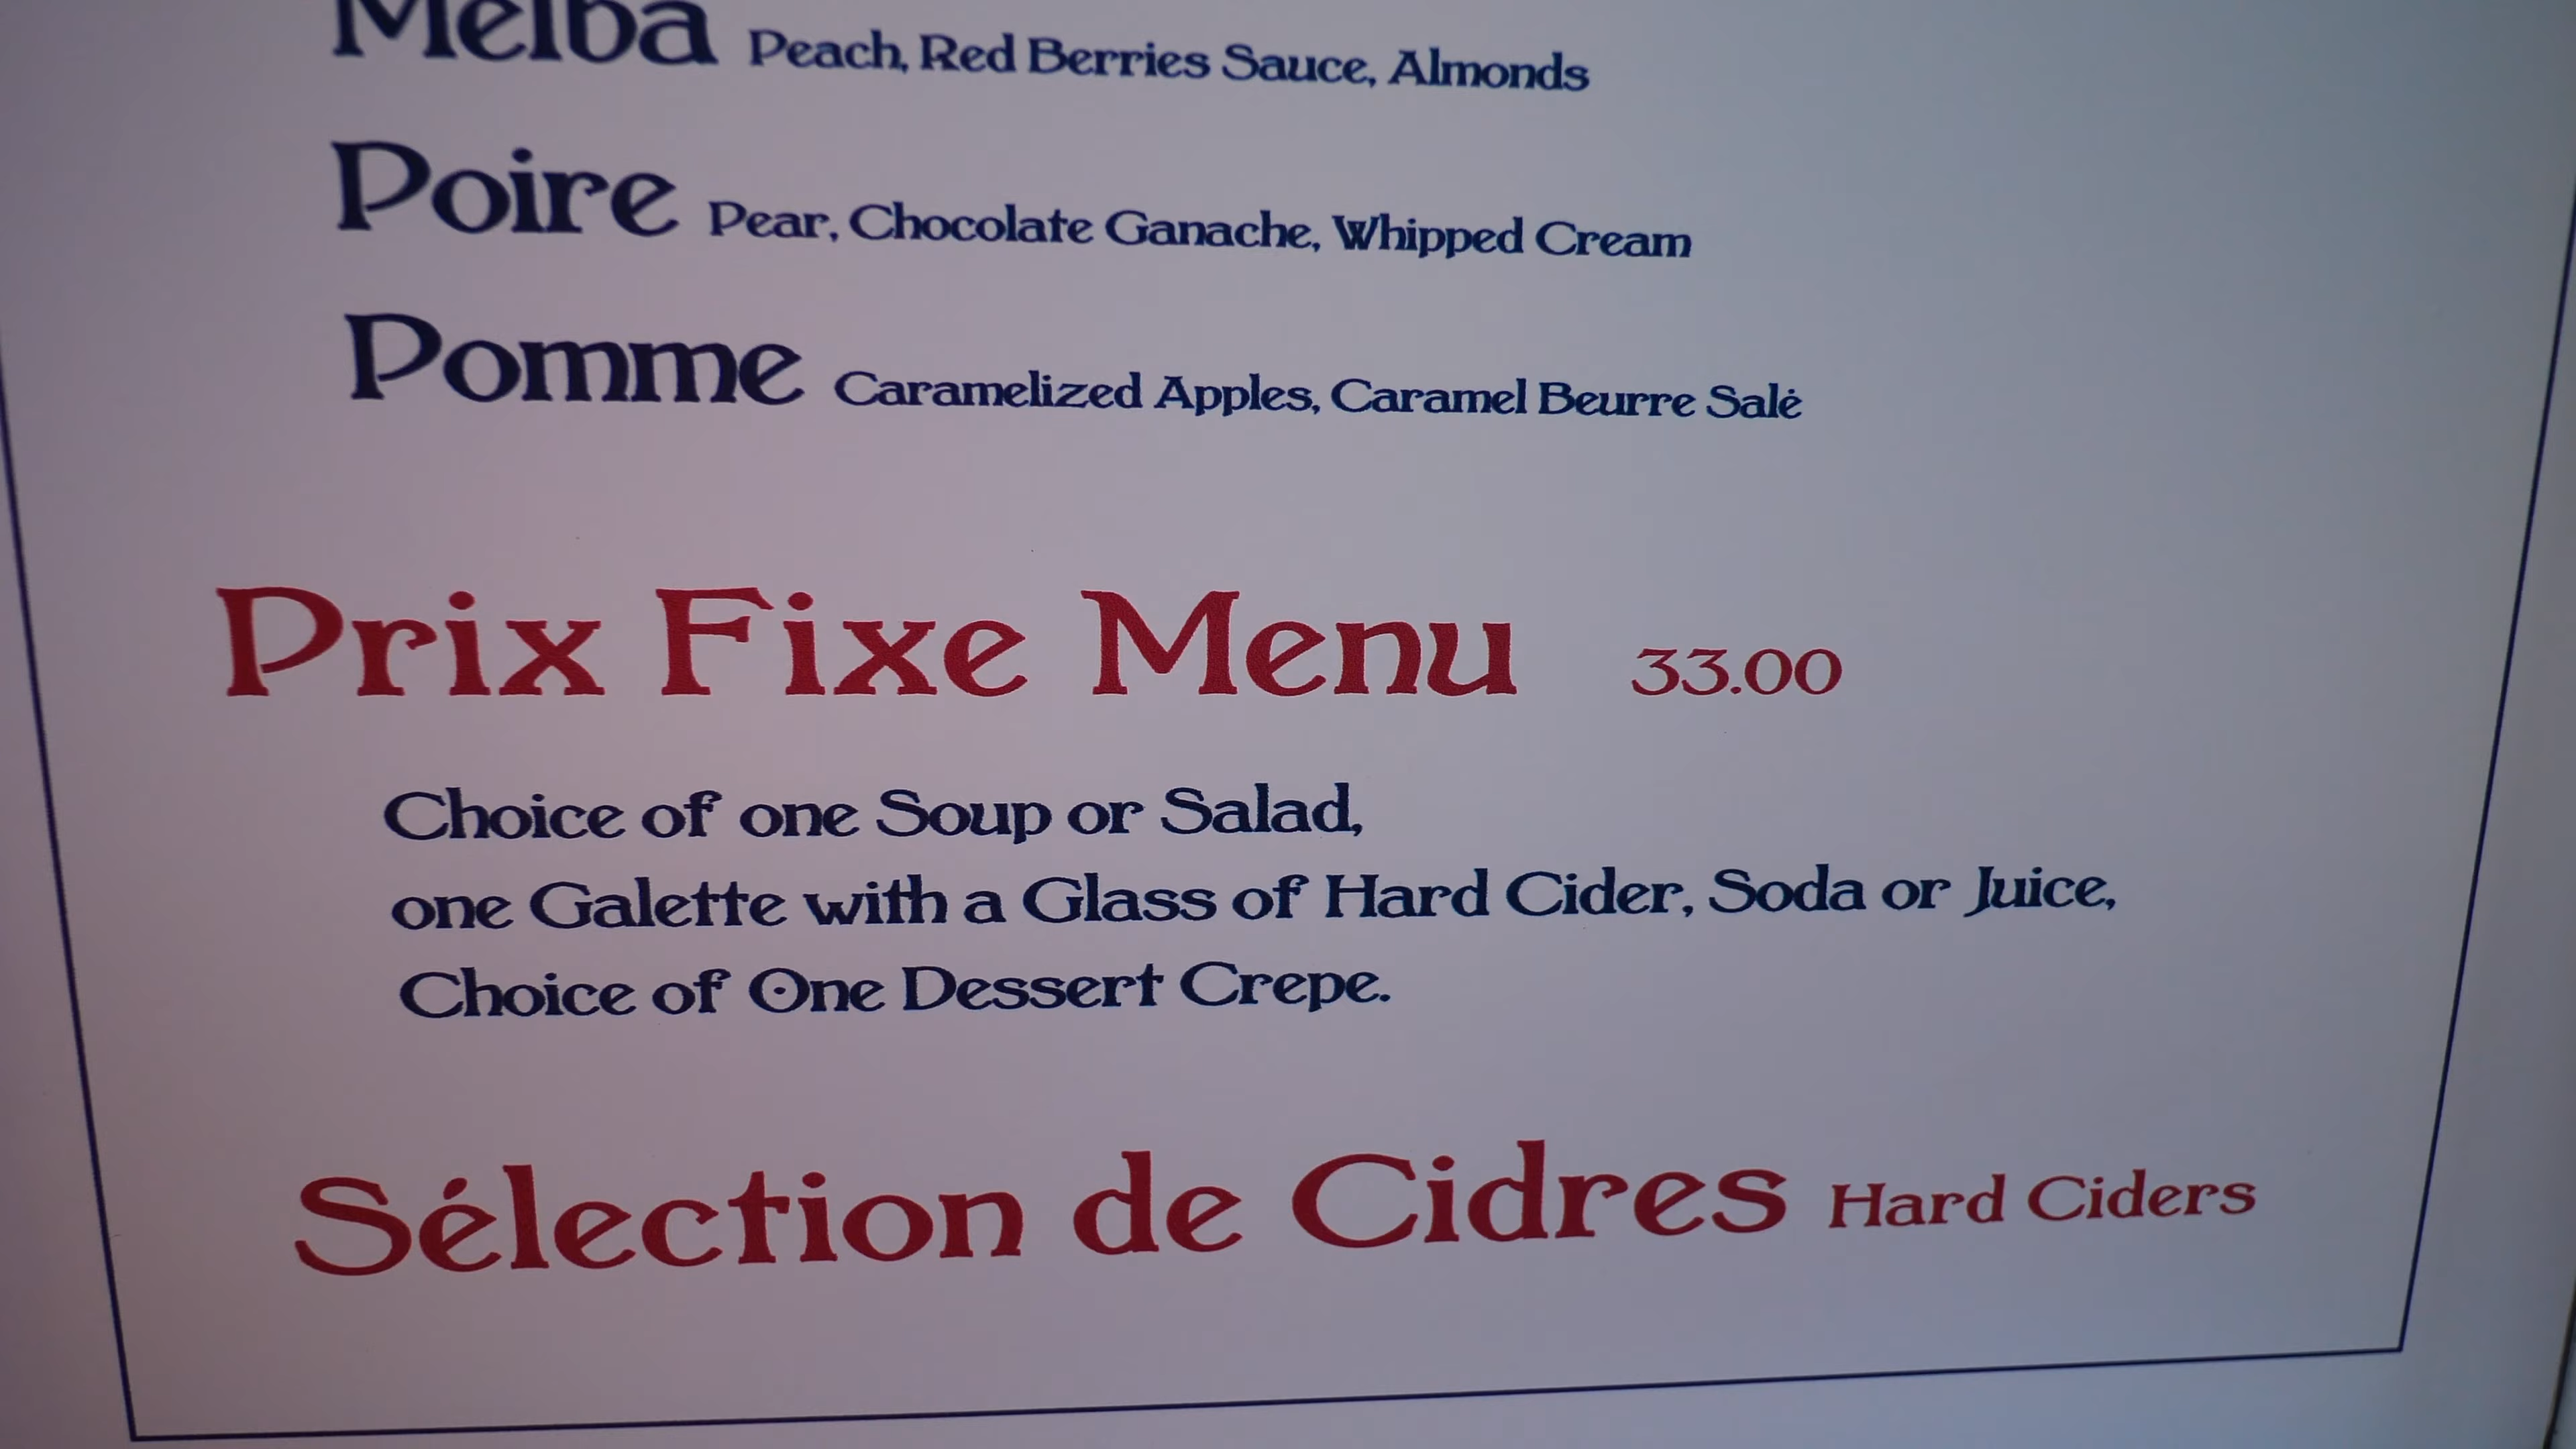 Melba Peach, Red Berries Sauce, Almonds
Poire Pear, Chocolate Ganache, Whipped Cream
Pomme Caramelized Apples, Caramel Beurre Salé
Prix Fixe Menu 33.00
Choice of one Soup or Salad,
one Galette with a Glass of Hard Cider, Soda or Juice,
Choice of One Dessert Crepe.
Sélection de Cidres Hard Ciders